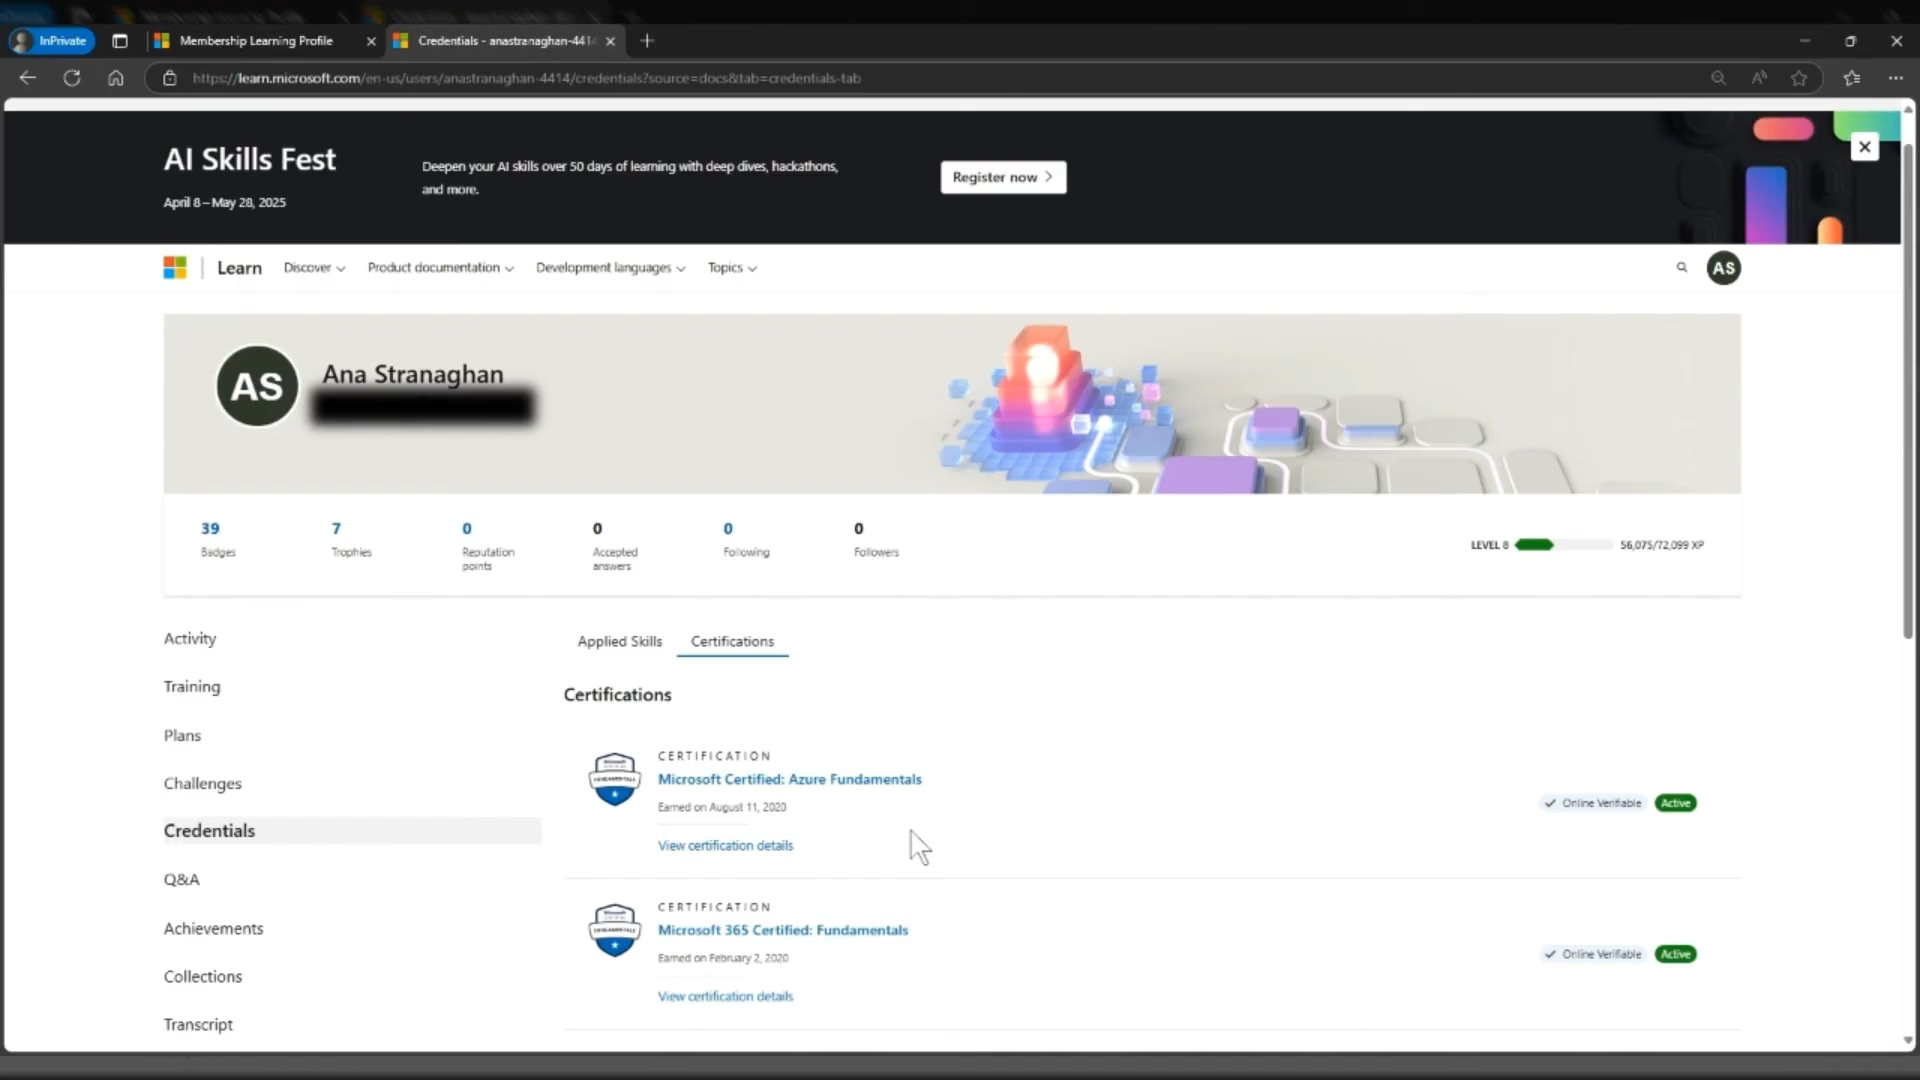 InPrivate
Membership Learning Profile
Credentials - anastranaghan-441
https://learn.microsoft.com/en-us/users/anastranaghan-4414/credentials?source=docs&tab=credentials-tab
AI Skills Fest
April 8 – May 28, 2025
Deepen your AI skills over 50 days of learning with deep dives, hackathons,
and more.
Register now
Learn
Discover
Product documentation
Development languages
Topics
AS
AS
Ana Stranaghan
39
Badges
7
Trophies
0
Reputation
points
0
Accepted
answers
0
Following
0
Followers
LEVEL 8
56,075/72,099 XP
Activity
Training
Plans
Challenges
Credentials
Q&A
Achievements
Collections
Transcript
Applied Skills
Certifications
Certifications
CERTIFICATION
Microsoft Certified: Azure Fundamentals
Earned on August 11, 2020
View certification details
Online Verifiable
Active
CERTIFICATION
Microsoft 365 Certified: Fundamentals
Earned on February 2, 2020
View certification details
Online Verifiable
Active